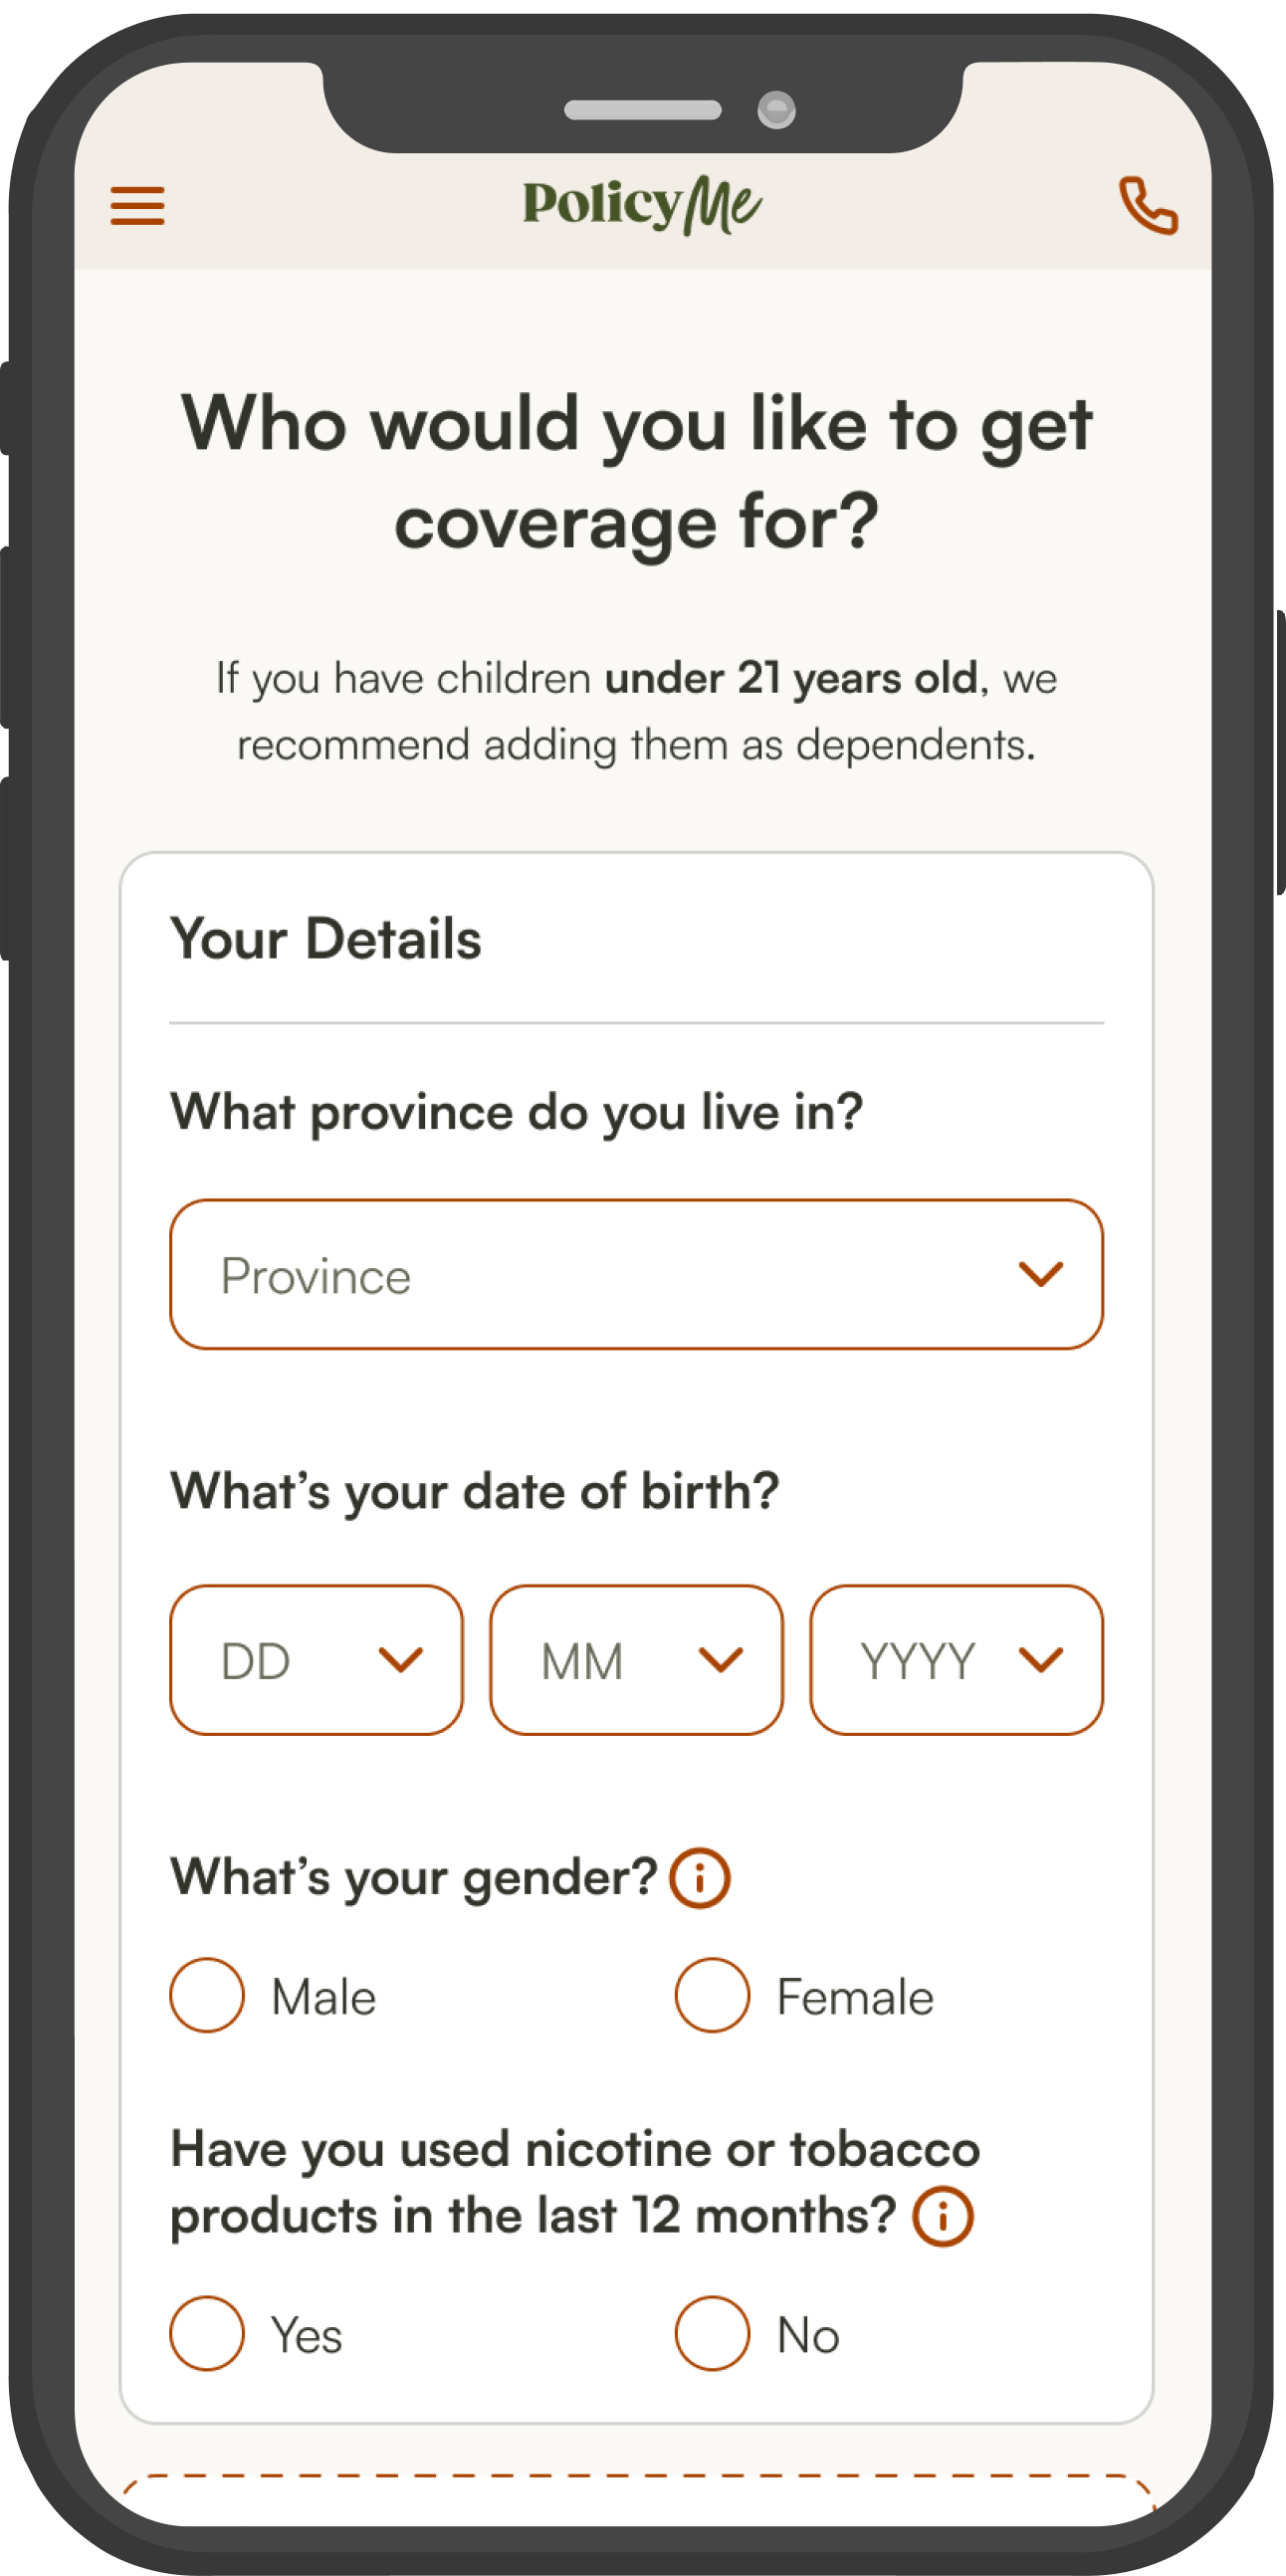 PolicyMe
Who would you like to get
coverage for?
If you have children under 21 years old, we
recommend adding them as dependents.
Your Details
What province do you live in?
Province
What’s your date of birth?
DD MM YYYY
What’s your gender?
Male Female
Have you used nicotine or tobacco
products in the last 12 months?
Yes No